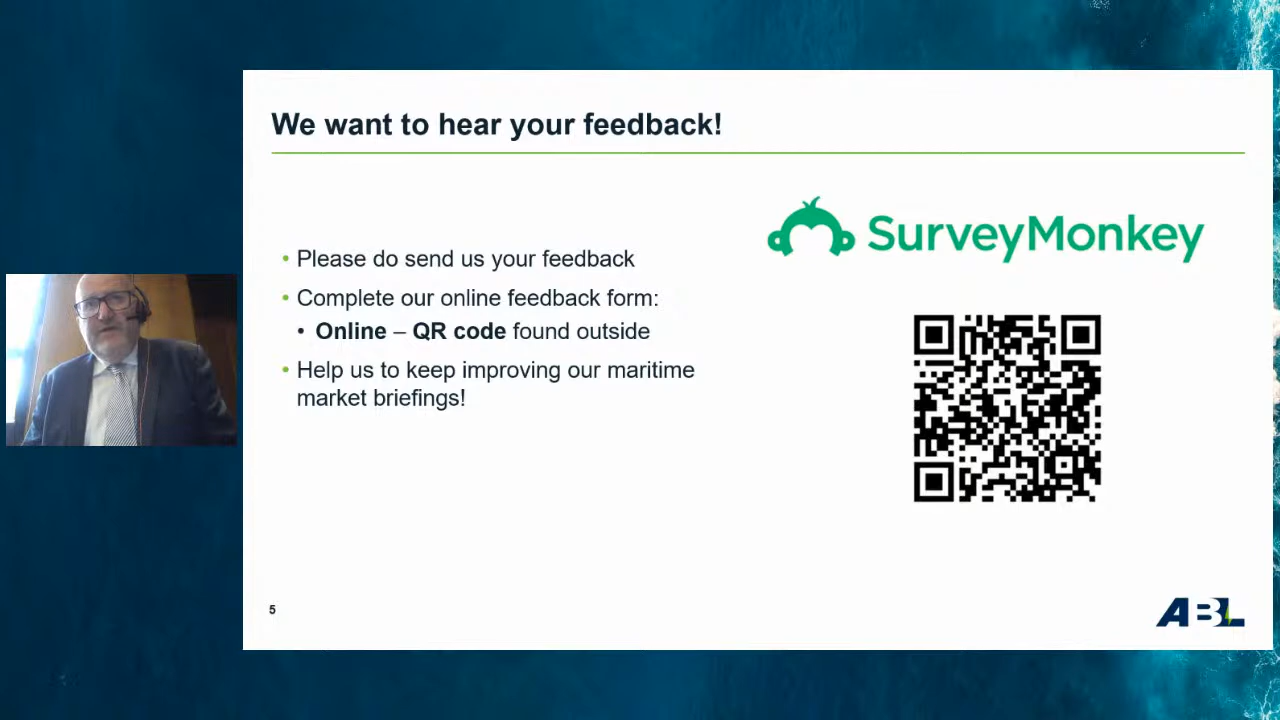 We want to hear your feedback!
SurveyMonkey
• Please do send us your feedback
• Complete our online feedback form:
• Online – QR code found outside
• Help us to keep improving our maritime
market briefings!
5
ABL